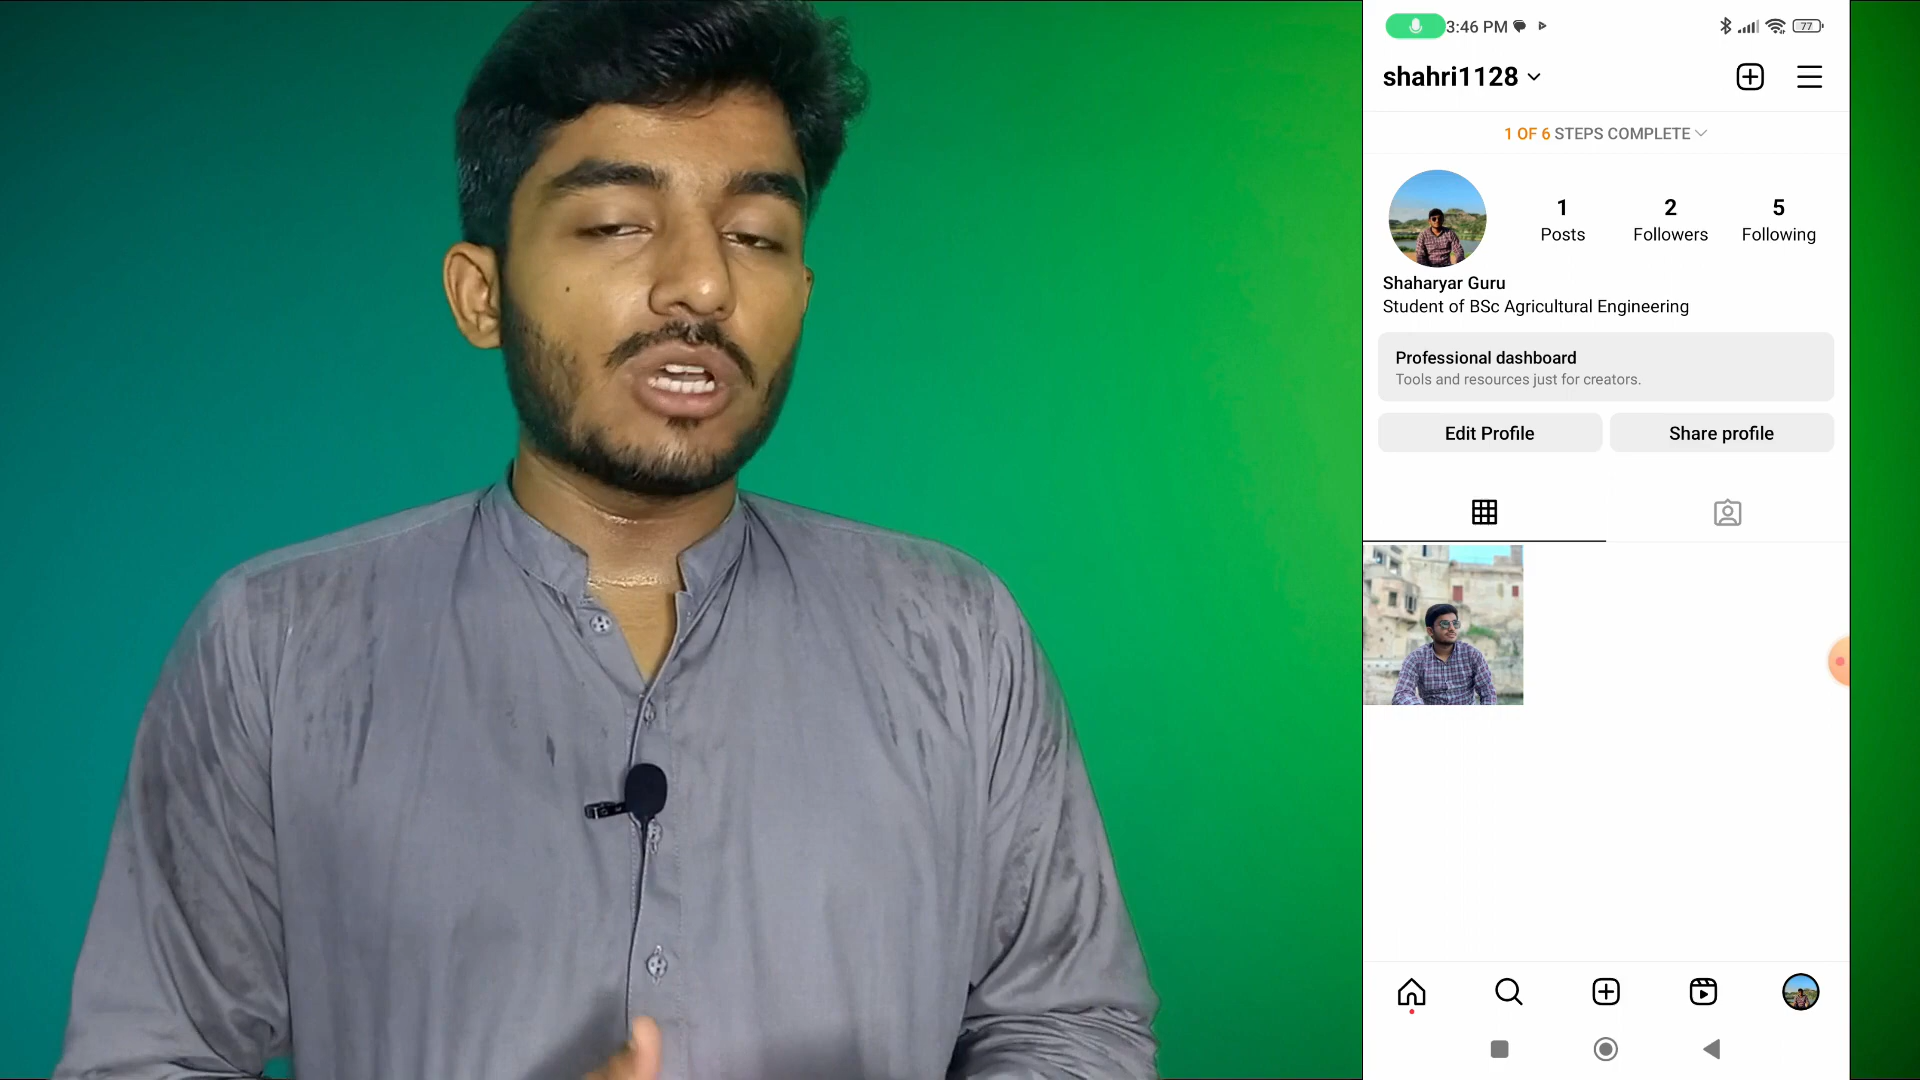 3:46 PM
77
shahri1128
1 OF 6 STEPS COMPLETE
1
2
5
Posts
Followers
Following
Shaharyar Guru
Student of BSc Agricultural Engineering
Professional dashboard
Tools and resources just for creators.
Edit Profile
Share profile